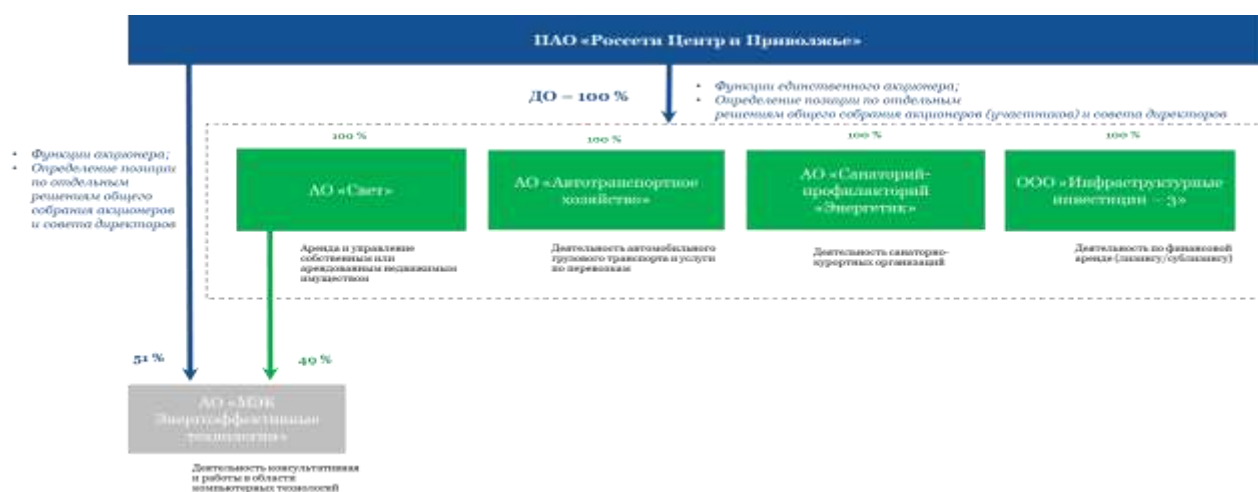 ПАО «Россети Центр и Приволжье»
ДО – 100 %
• Функции единственного акционера;
• Определение позиции по отдельным
решениям общего собрания акционеров (участников) и совета директоров
• Функции акционера;
• Определение позиции
по отдельным
решениям общего
собрания акционеров
и совета директоров
100 %
АО «Свет»
Аренда и управление
собственным или
арендованным недвижимым
имуществом
100 %
АО «Автотранспортное
хозяйство»
Деятельность автомобильного
грузового транспорта и услуги
по перевозкам
100 %
АО «Санаторий-
профилакторий
«Энергетик»
Деятельность санаторно-
курортных организаций
100 %
ООО «Инфраструктурные
инвестиции – 3»
Деятельность по финансовой
аренде (лизингу/сублизингу)
51 %
49 %
АО «МЭК
Энергоэффективные
технологии»
Деятельность консультативная
и работы в области
компьютерных технологий